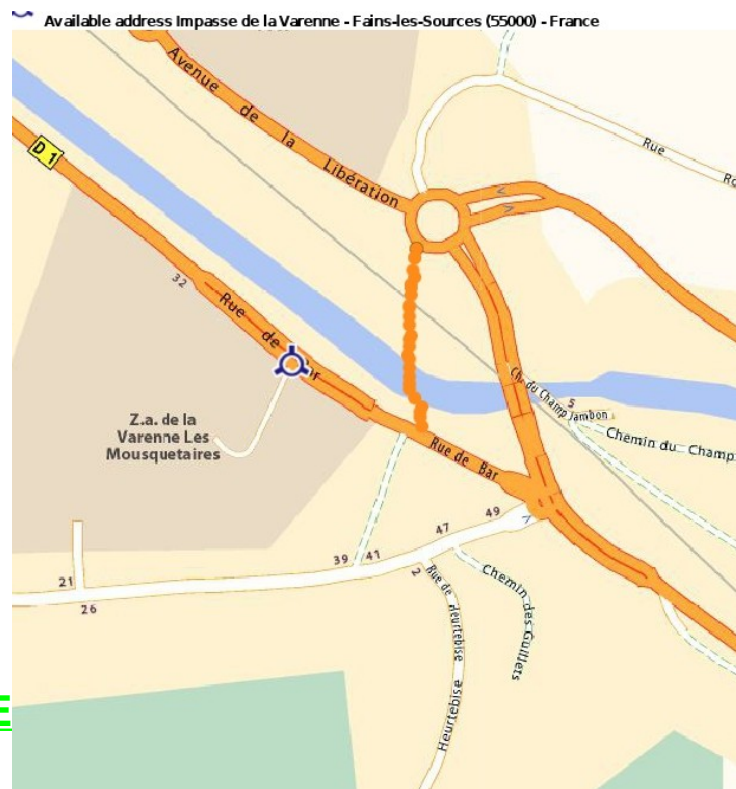 Available address Impasse de la Varenne - Fains-les-Sources (55000) - France
Avenue de la Libération
D 1
Rue
32
Rue de Bar
Ch. du Champ Jambon
5
Z.a. de la
Varenne Les
Mousquetaires
Rue de Bar
Chemin du Champ
49
47
39
41
2
21
26
Rue de Heurtebise
Chemin des Guillets
Heurtebise
E